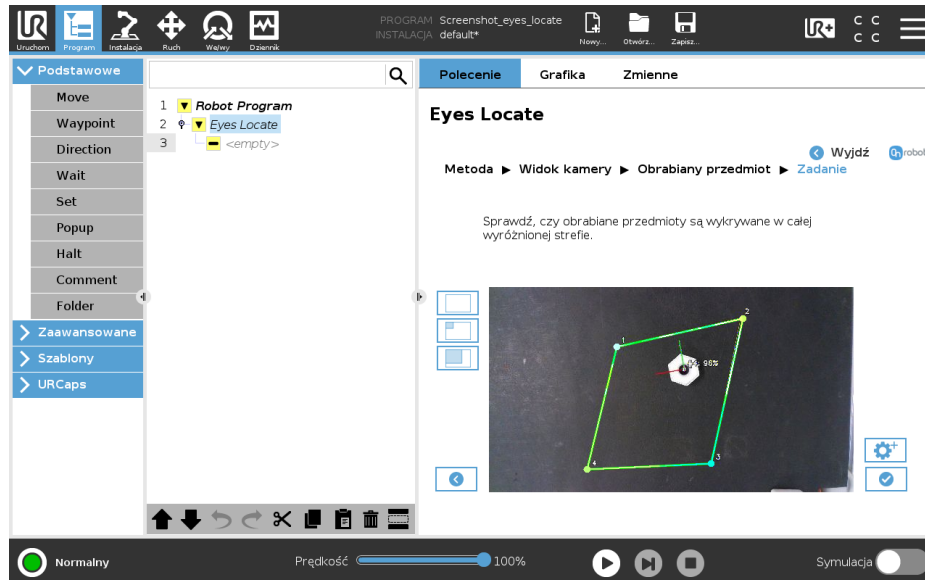 PROGRAM Screenshot_eyes_locate
INSTALACJA default*
Uruchom Program Instalacja Ruch We/wy Dziennik Nowy... Otwórz... Zapisz...
UR+
C C
C C
Podstawowe
Move
Waypoint
Direction
Wait
Set
Popup
Halt
Comment
Folder
Zaawansowane
Szablony
URCaps
1 Robot Program
2 Eyes Locate
3 <empty>
Polecenie Grafika Zmienne
Eyes Locate
Wyjdź
Metoda ▶ Widok kamery ▶ Obrabiany przedmiot ▶ Zadanie
Sprawdź, czy obrabiane przedmioty są wykrywane w całej
wyróżnionej strefie.
2
1
98%
3
4
Normalny Prędkość 100% Symulacja